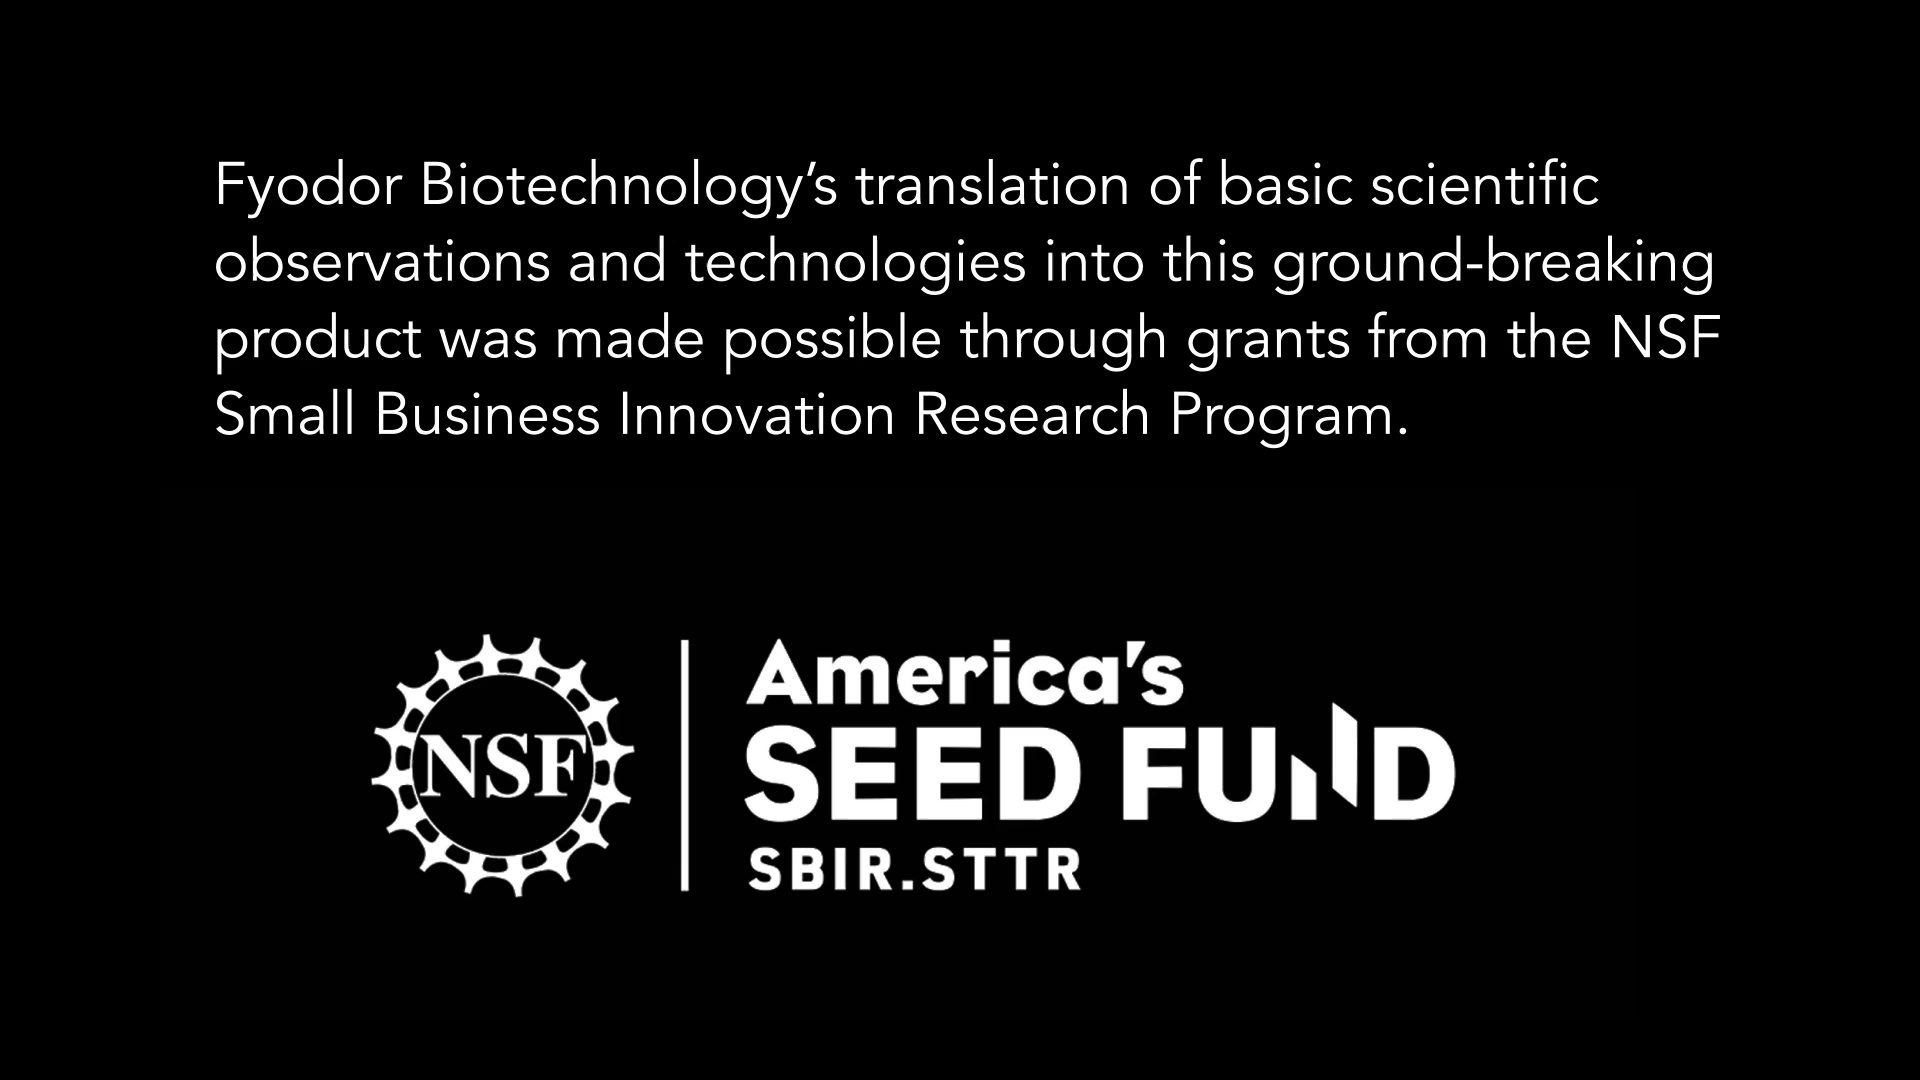 Fyodor Biotechnology’s translation of basic scientific
observations and technologies into this ground-breaking
product was made possible through grants from the NSF
Small Business Innovation Research Program.
NSF
America’s
SEED FUND
SBIR.STTR